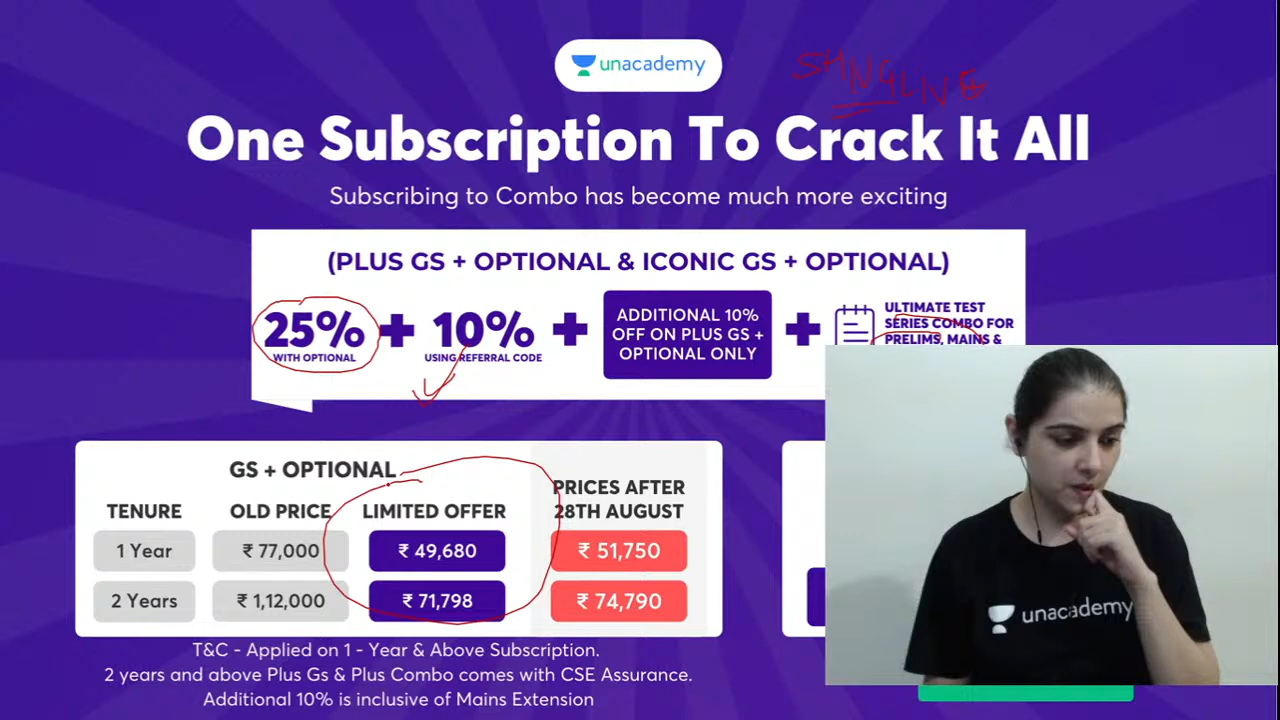 unacademy
SHNGLIVE
One Subscription To Crack It All
Subscribing to Combo has become much more exciting
(PLUS GS + OPTIONAL & ICONIC GS + OPTIONAL)
25% + 10% + ADDITIONAL 10% OFF ON PLUS GS + OPTIONAL ONLY + ULTIMATE TEST SERIES COMBO FOR PRELIMS, MAINS &
WITH OPTIONAL USING REFERRAL CODE
GS + OPTIONAL
TENURE OLD PRICE LIMITED OFFER PRICES AFTER 28TH AUGUST
1 Year ₹ 77,000 ₹ 49,680 ₹ 51,750
2 Years ₹ 1,12,000 ₹ 71,798 ₹ 74,790
T&C - Applied on 1 - Year & Above Subscription.
2 years and above Plus Gs & Plus Combo comes with CSE Assurance.
Additional 10% is inclusive of Mains Extension
unacademy